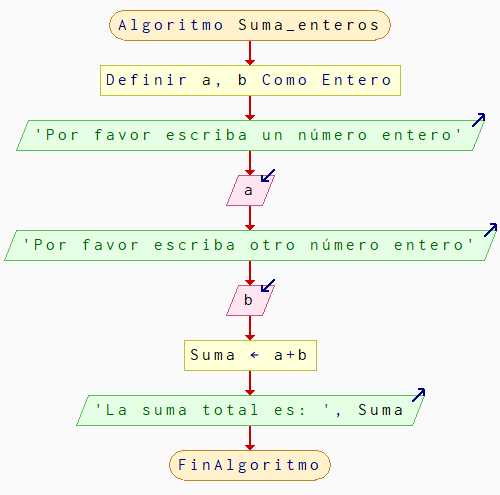 Algoritmo Suma_enteros
Definir a, b Como Entero
'Por favor escriba un número entero'
a
'Por favor escriba otro número entero'
b
Suma ← a+b
'La suma total es: ', Suma
FinAlgoritmo